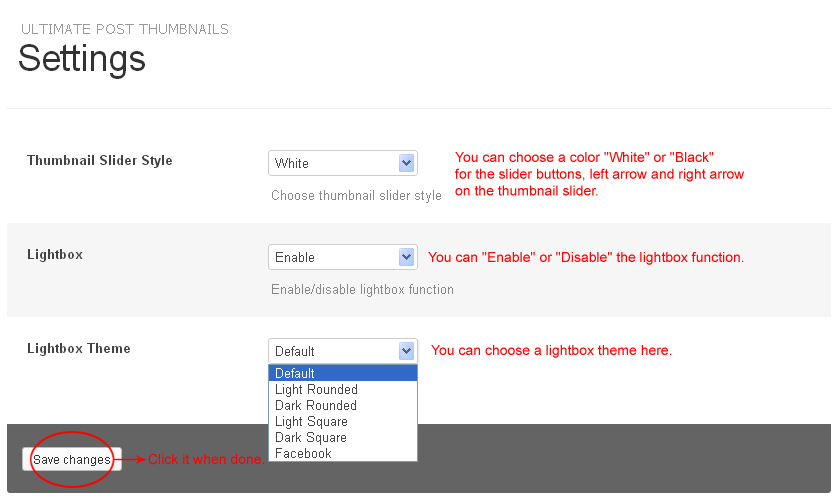 ULTIMATE POST THUMBNAILS
Settings
Thumbnail Slider Style
White
You can choose a color "White" or "Black"
for the slider buttons, left arrow and right arrow
on the thumbnail slider.
Choose thumbnail slider style
Lightbox
Enable
You can "Enable" or "Disable" the lightbox function.
Enable/disable lightbox function
Lightbox Theme
Default
You can choose a lightbox theme here.
Default
Light Rounded
Dark Rounded
Light Square
Dark Square
Facebook
Save changes
Click it when done.